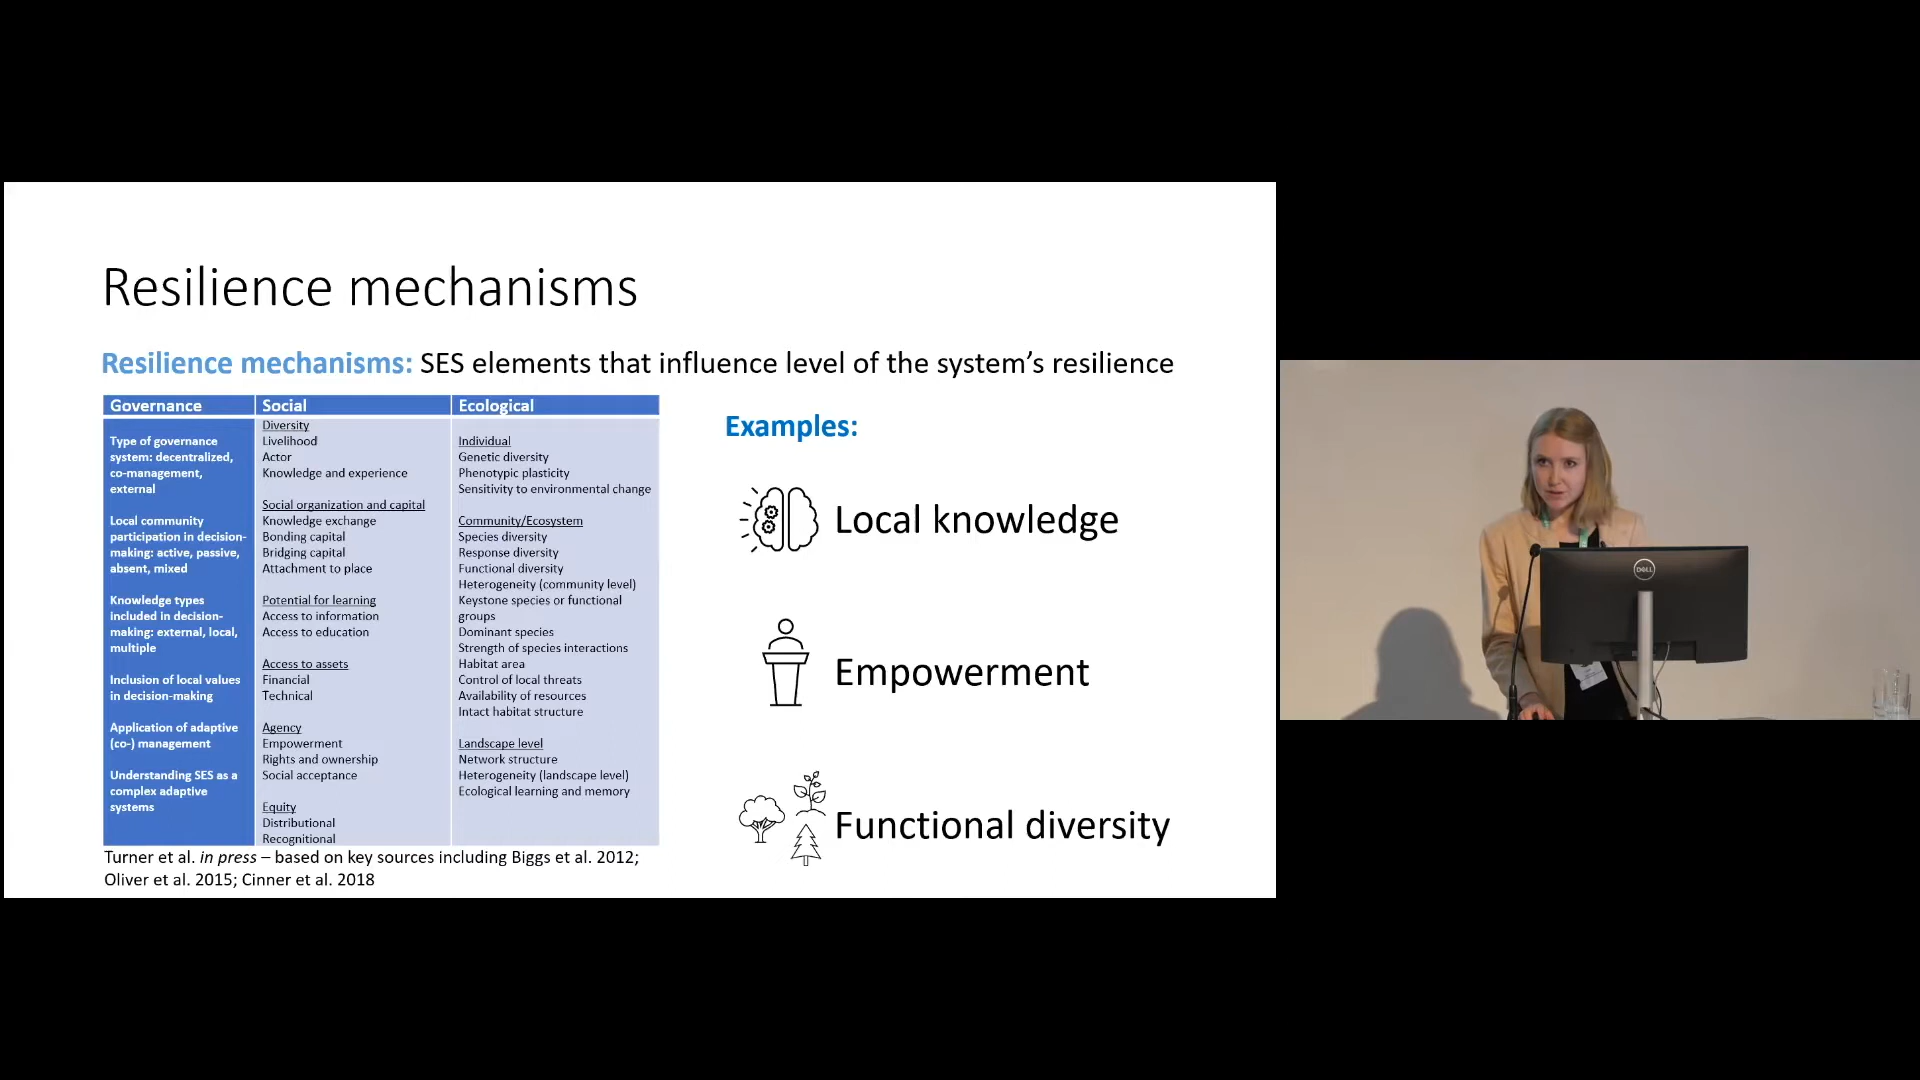 Resilience mechanisms
Resilience mechanisms: SES elements that influence level of the system's resilience
Governance
Type of governance
system: decentralized,
co-management,
external
Local community
participation in decision-
making: active, passive,
absent, mixed
Knowledge types
included in decision-
making: external, local,
multiple
Inclusion of local values
in decision-making
Application of adaptive
(co-) management
Understanding SES as a
complex adaptive
systems
Social
Diversity
Livelihood
Actor
Knowledge and experience
Social organization and capital
Knowledge exchange
Bonding capital
Bridging capital
Attachment to place
Potential for learning
Access to information
Access to education
Access to assets
Financial
Technical
Agency
Empowerment
Rights and ownership
Social acceptance
Equity
Distributional
Recognitional
Ecological
Individual
Genetic diversity
Phenotypic plasticity
Sensitivity to environmental change
Community/Ecosystem
Species diversity
Response diversity
Functional diversity
Heterogeneity (community level)
Keystone species or functional
groups
Dominant species
Strength of species interactions
Habitat area
Control of local threats
Availability of resources
Intact habitat structure
Landscape level
Network structure
Heterogeneity (landscape level)
Ecological learning and memory
Turner et al. in press – based on key sources including Biggs et al. 2012;
Oliver et al. 2015; Cinner et al. 2018
Examples:
Local knowledge
Empowerment
Functional diversity
DELL